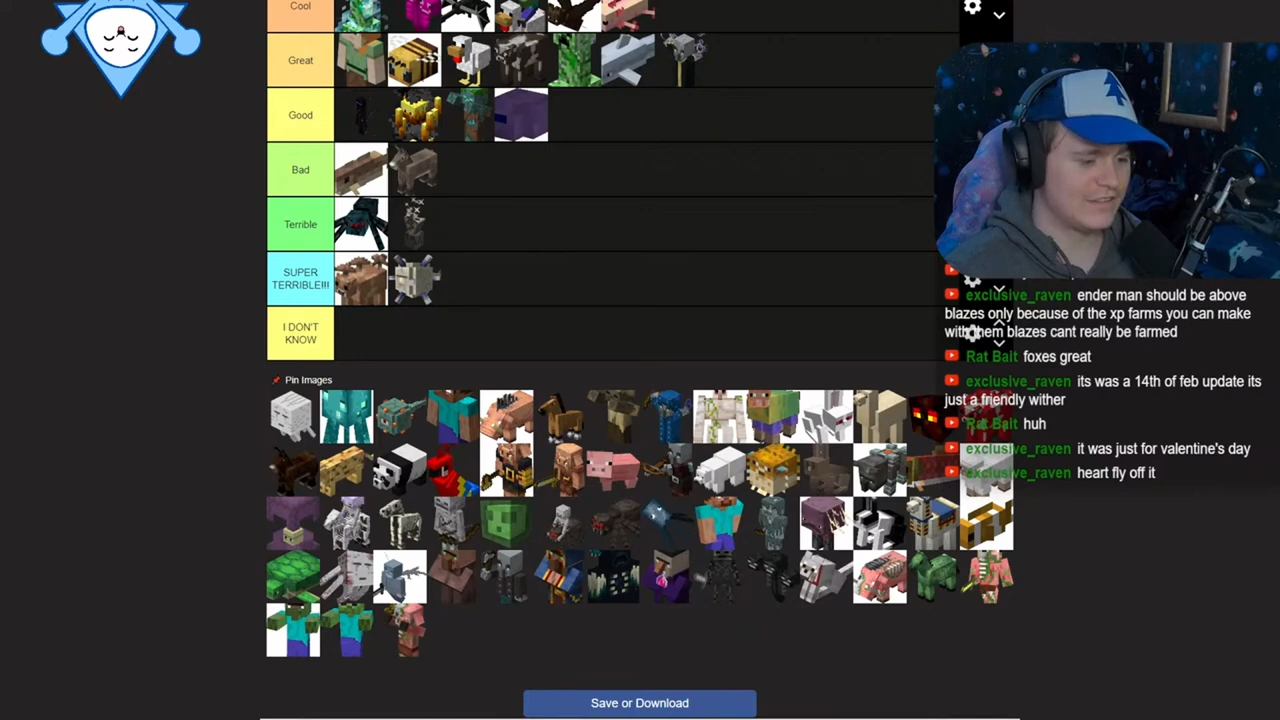 Cool
Great
Good
Bad
Terrible
SUPER
TERRIBLE!!!
I DON'T
KNOW
Pin Images
exclusive_raven ender man should be above
blazes only because of the xp farms you can make
with them blazes cant really be farmed
Rat Bait foxes great
exclusive_raven its was a 14th of feb update its
just a friendly wither
Rat Bait huh
exclusive_raven it was just for valentine's day
exclusive_raven heart fly off it
Save or Download